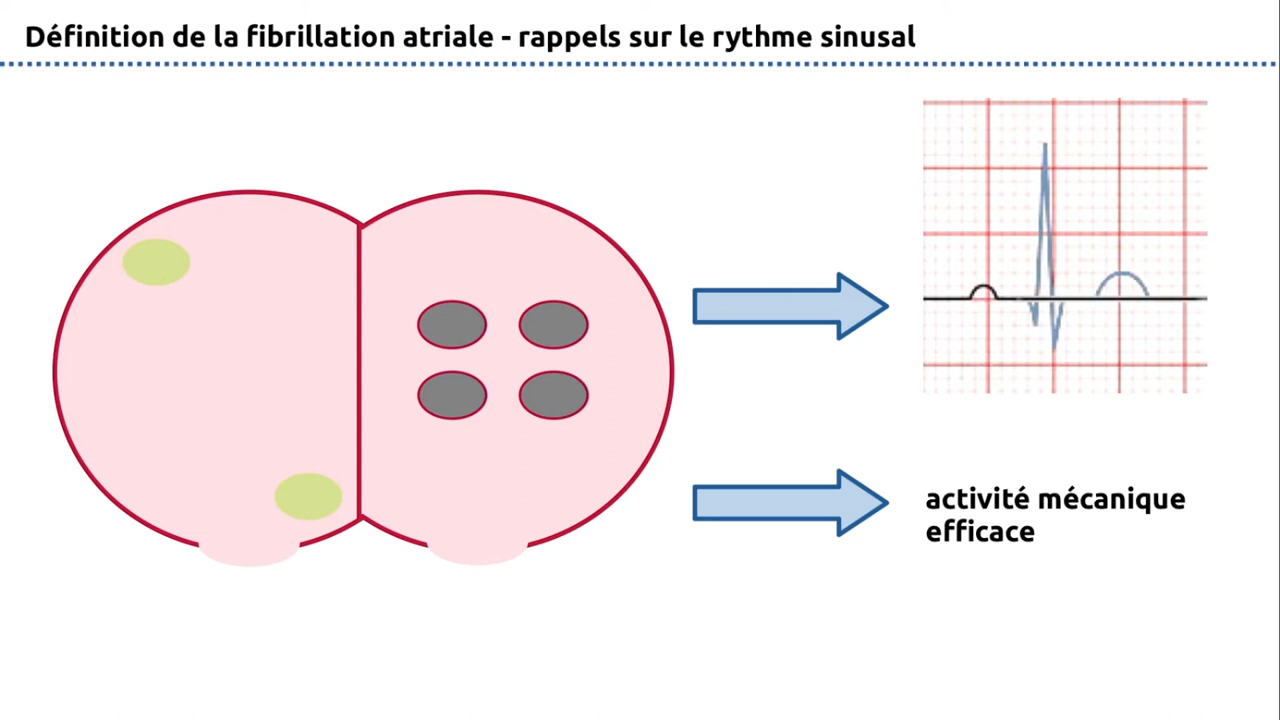 Définition de la fibrillation atriale - rappels sur le rythme sinusal
activité mécanique
efficace